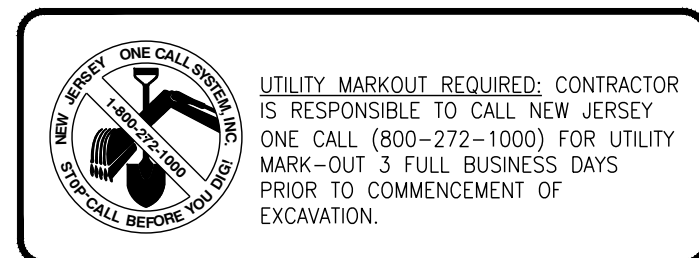 NEW JERSEY ONE CALL SYSTEM, INC.
1-800-272-1000
STOP-CALL BEFORE YOU DIG!
UTILITY MARKOUT REQUIRED: CONTRACTOR
IS RESPONSIBLE TO CALL NEW JERSEY
ONE CALL (800-272-1000) FOR UTILITY
MARK-OUT 3 FULL BUSINESS DAYS
PRIOR TO COMMENCEMENT OF
EXCAVATION.